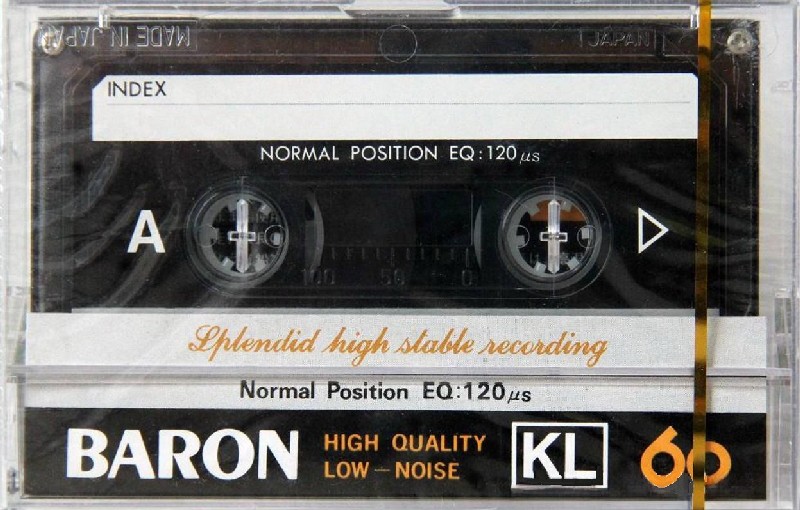 MADE IN JAPAN
JAPAN
INDEX
NORMAL POSITION EQ:120µs
A
100 50 0
Splendid high stable recording
Normal Position EQ:120µs
BARON HIGH QUALITY
LOW-NOISE
KL 60